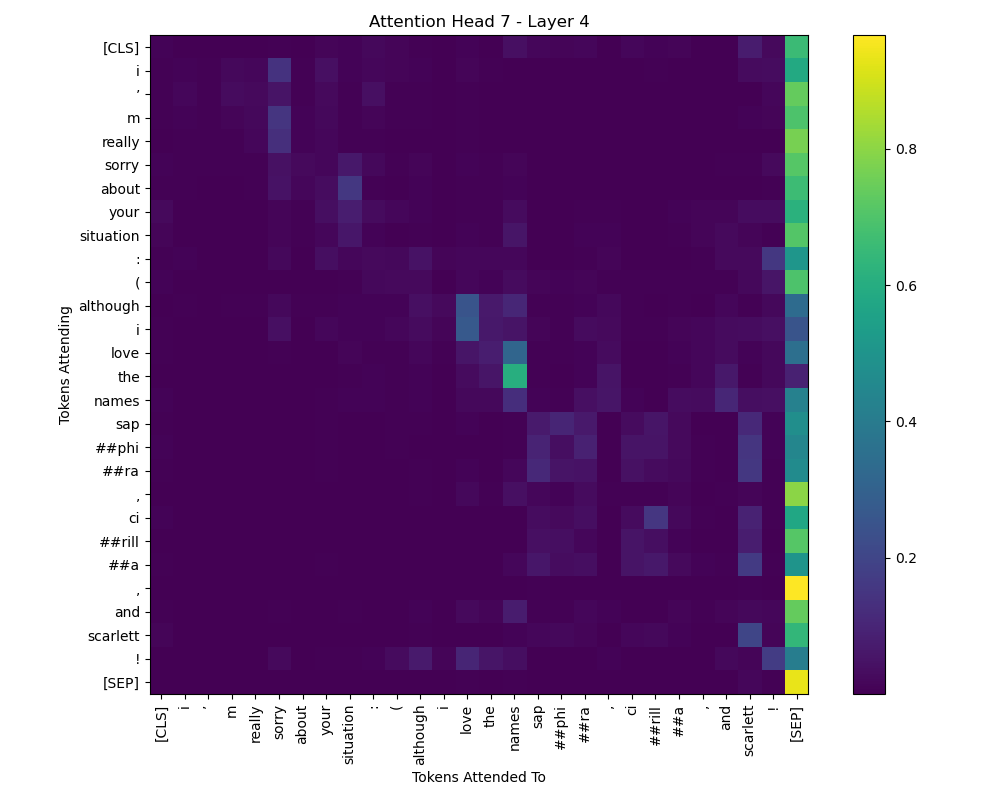 Attention Head 7 - Layer 4
Tokens Attending
[CLS]
i
’
m
really
sorry
about
your
situation
:
(
although
i
love
the
names
sap
##phi
##ra
,
ci
##rill
##a
,
and
scarlett
!
[SEP]
[CLS]
i
’
m
really
sorry
about
your
situation
:
(
although
i
love
the
names
sap
##phi
##ra
,
ci
##rill
##a
,
and
scarlett
!
[SEP]
Tokens Attended To
0.8
0.6
0.4
0.2